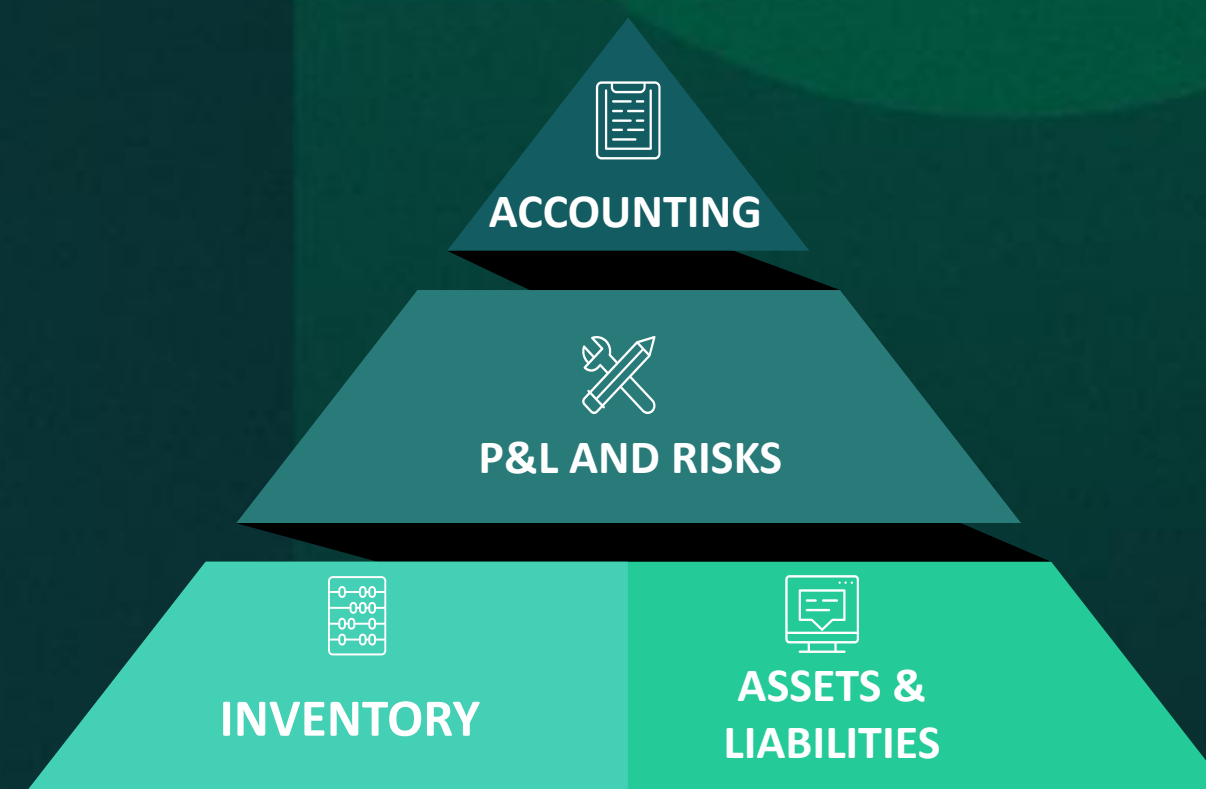 ACCOUNTING
P&L AND RISKS
INVENTORY
ASSETS &
LIABILITIES